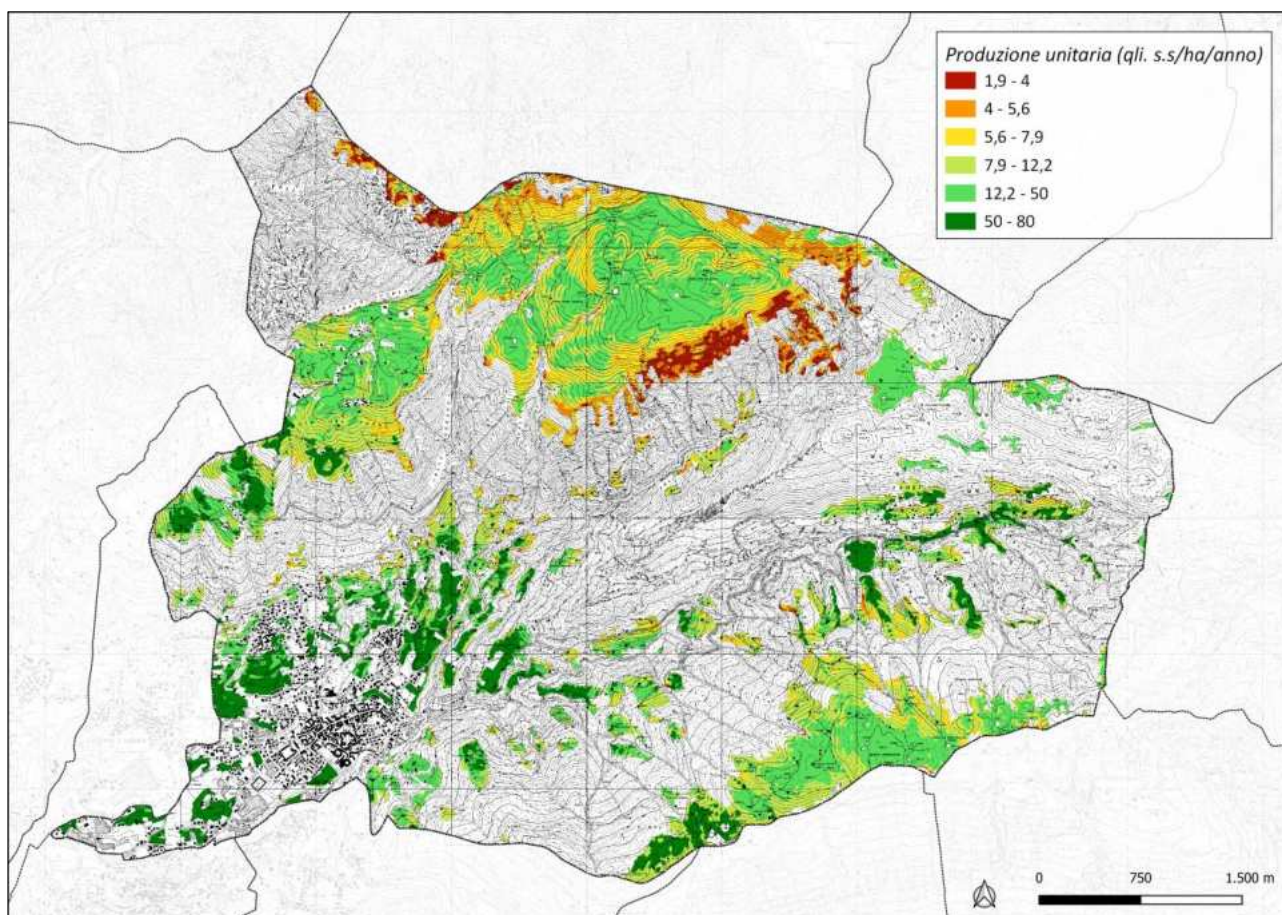 Produzione unitaria (qli. s.s/ha/anno)
1,9 - 4
4 - 5,6
5,6 - 7,9
7,9 - 12,2
12,2 - 50
50 - 80
0 750 1.500 m